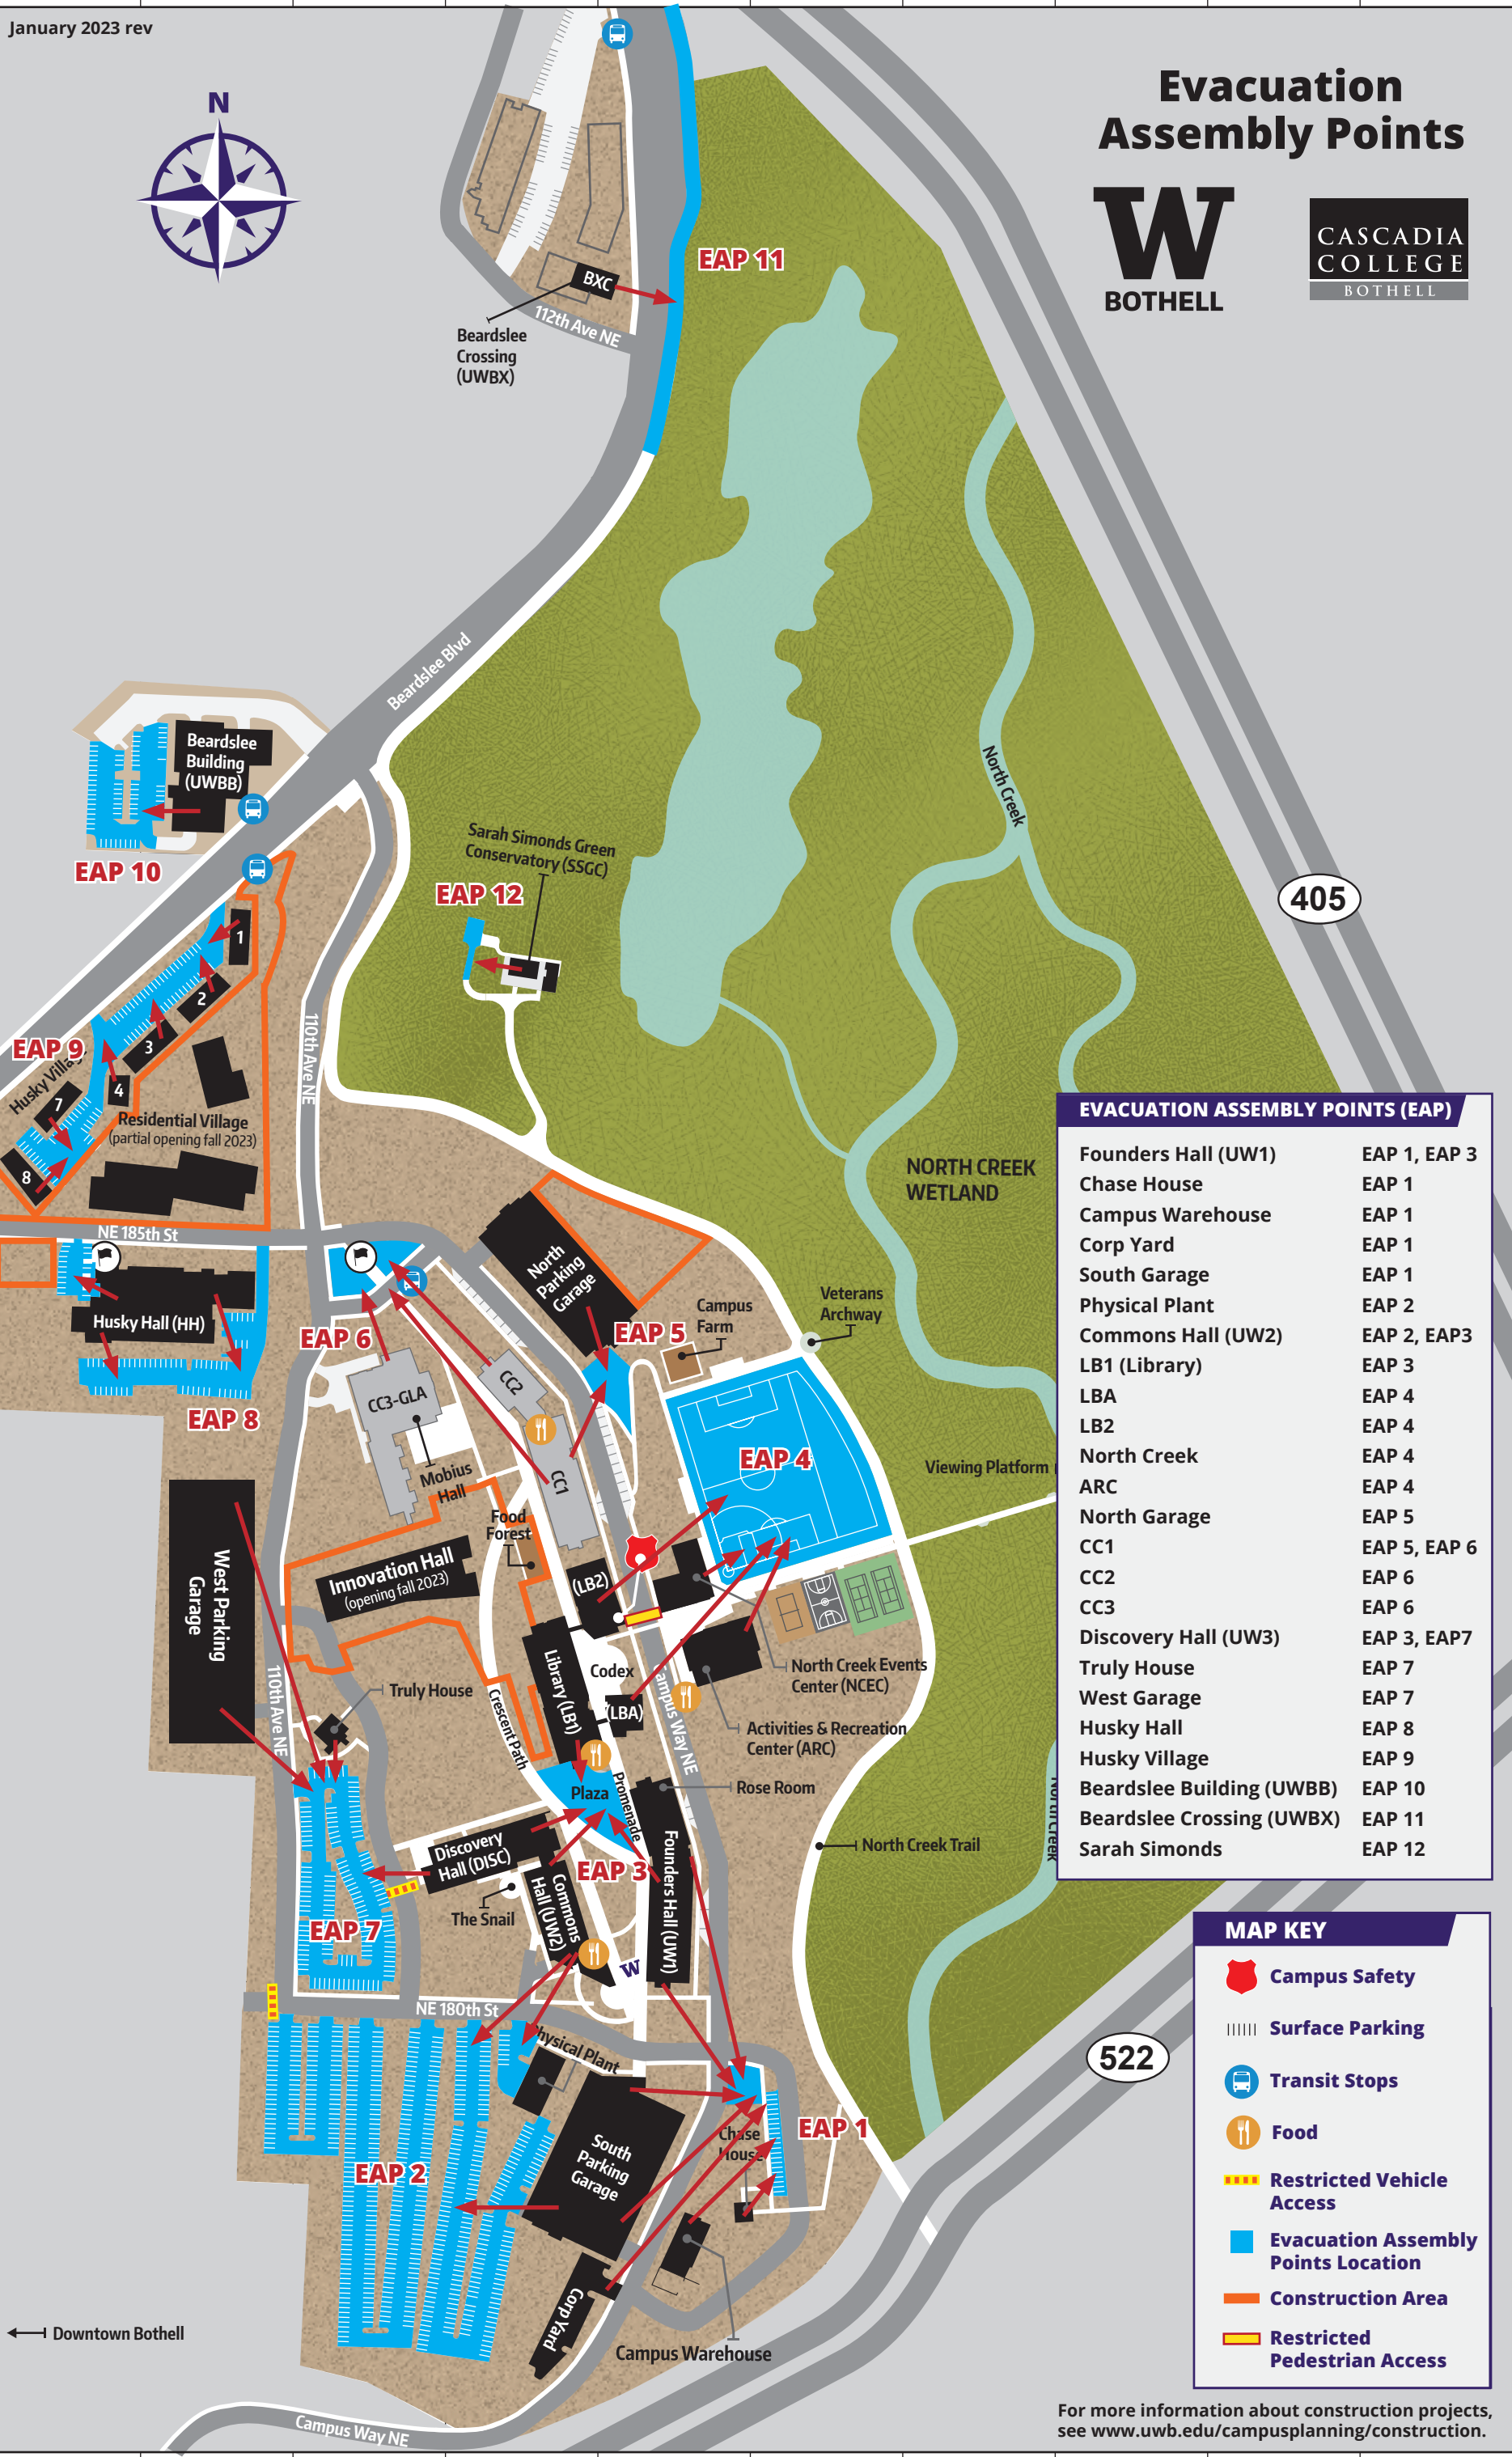 January 2023 rev
N
Evacuation
Assembly Points
W
BOTHELL
CASCADIA
COLLEGE
BOTHELL
EAP 11
BXC
Beardslee
Crossing
(UWBX)
112th Ave NE
Beardslee Blvd
Beardslee
Building
(UWBB)
EAP 10
Sarah Simonds Green
Conservatory (SSGC)
EAP 12
North Creek
405
1
2
3
4
7
8
EAP 9
Husky Village
Residential Village
(partial opening fall 2023)
110th Ave NE
NE 185th St
NORTH CREEK
WETLAND
North
Parking
Garage
Husky Hall (HH)
EAP 6
EAP 5
Campus
Farm
Veterans
Archway
EAP 8
CC3-GLA
CC2
CC1
Mobius
Hall
EAP 4
Viewing Platform
Food
Forest
West Parking
Garage
Innovation Hall
(opening fall 2023)
(LB2)
Library (LB1)
Codex
(LBA)
Campus Way NE
North Creek Events
Center (NCEC)
Activities & Recreation
Center (ARC)
Truly House
110th Ave NE
Crescent Path
Plaza
Promenade
Rose Room
North Creek Trail
North Creek
Discovery
Hall (DISC)
EAP 3
Commons
Hall (UW2)
Founders Hall (UW1)
The Snail
EAP 7
W
NE 180th St
Physical Plant
522
EAP 1
Chase
House
South
Parking
Garage
EAP 2
Corp Yard
Campus Warehouse
Downtown Bothell
Campus Way NE
EVACUATION ASSEMBLY POINTS (EAP)
Founders Hall (UW1) EAP 1, EAP 3
Chase House EAP 1
Campus Warehouse EAP 1
Corp Yard EAP 1
South Garage EAP 1
Physical Plant EAP 2
Commons Hall (UW2) EAP 2, EAP3
LB1 (Library) EAP 3
LBA EAP 4
LB2 EAP 4
North Creek EAP 4
ARC EAP 4
North Garage EAP 5
CC1 EAP 5, EAP 6
CC2 EAP 6
CC3 EAP 6
Discovery Hall (UW3) EAP 3, EAP7
Truly House EAP 7
West Garage EAP 7
Husky Hall EAP 8
Husky Village EAP 9
Beardslee Building (UWBB) EAP 10
Beardslee Crossing (UWBX) EAP 11
Sarah Simonds EAP 12
MAP KEY
Campus Safety
Surface Parking
Transit Stops
Food
Restricted Vehicle
Access
Evacuation Assembly
Points Location
Construction Area
Restricted
Pedestrian Access
For more information about construction projects,
see www.uwb.edu/campusplanning/construction.